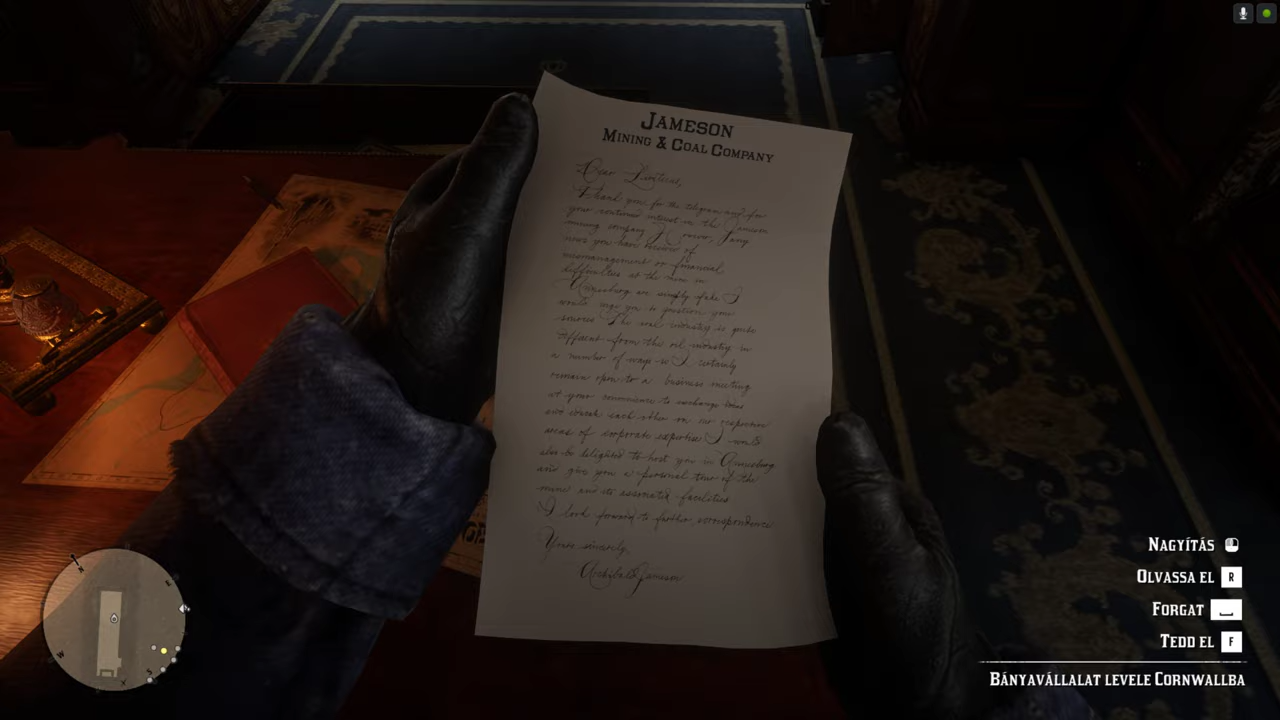 JAMESON
MINING & COAL COMPANY
Dear Leviticus,
Thank you for the telegram and for
your continued interest in the Jameson
mining company. I Conner, Jang
news you have receive of
mismanagement or financial
difficulties at the mine in
Annesburg are simply fake I
would urge you to question your
sources The coal industry is quite
different from the oil industry in
a number of ways so I certainly
remain open to a business meeting
at your convenience to exchange ideas
and coach each other on our respective
areas of corporate expertise I would
also be delighted to host you in Annesburg
and give you a personal tour of the
mine and its associated facilities
I look forward to further correspondence
Yours sincerely,
Archibald Jameson
NAGYÍTÁS
OLVASSA EL R
FORGAT
TEDD EL F
BÁNYAVÁLLALAT LEVELE CORNWALLBA